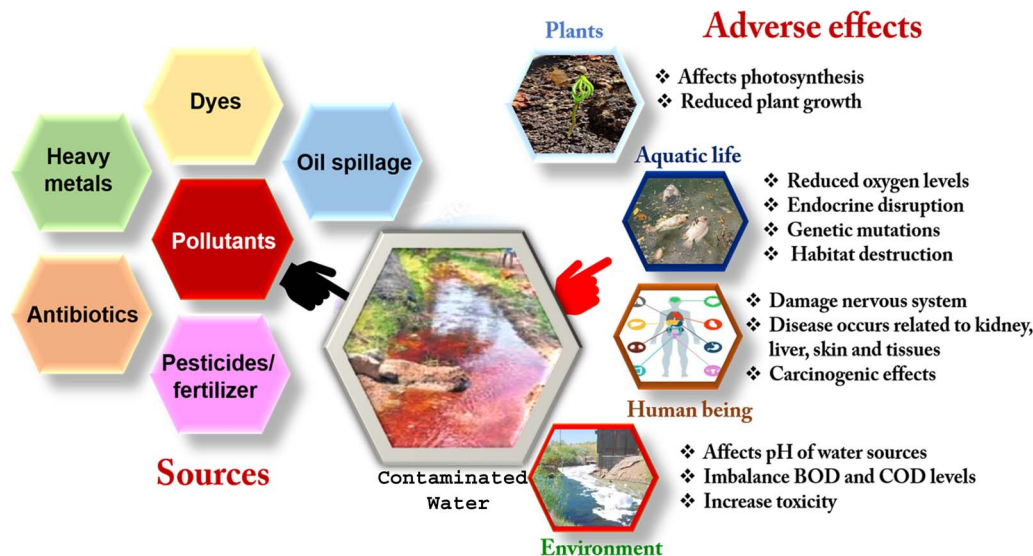 Dyes
Heavy
metals
Oil spillage
Pollutants
Antibiotics
Pesticides/
fertilizer
Sources
Contaminated
Water
Adverse effects
Plants
❖ Affects photosynthesis
❖ Reduced plant growth
Aquatic life
❖ Reduced oxygen levels
❖ Endocrine disruption
❖ Genetic mutations
❖ Habitat destruction
❖ Damage nervous system
❖ Disease occurs related to kidney,
liver, skin and tissues
❖ Carcinogenic effects
Human being
❖ Affects pH of water sources
❖ Imbalance BOD and COD levels
❖ Increase toxicity
Environment